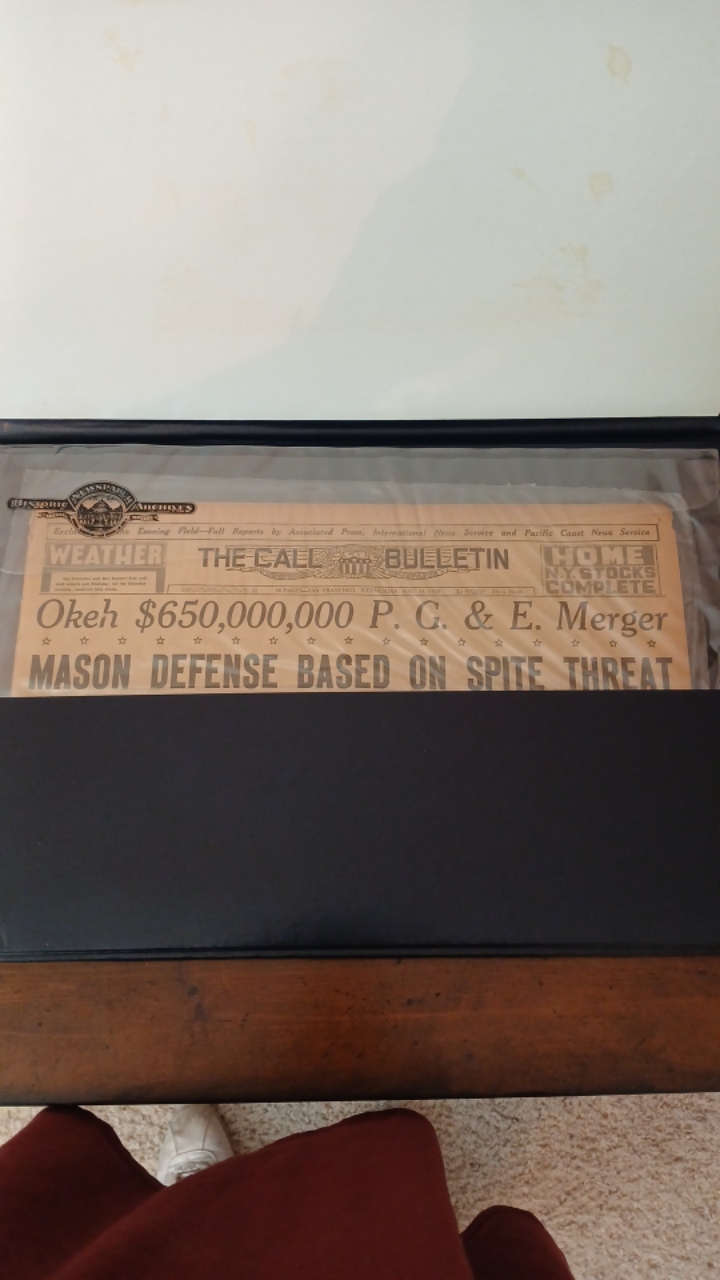 HISTORIC NEWSPAPER ARCHIVES
Evening Field—Full Reports by Associated Press, International News Service and Pacific Coast News Service
WEATHER
THE CALL BULLETIN
HOME
N.Y. STOCKS
COMPLETE
Okeh $650,000,000 P. G. & E. Merger
MASON DEFENSE BASED ON SPITE THREAT